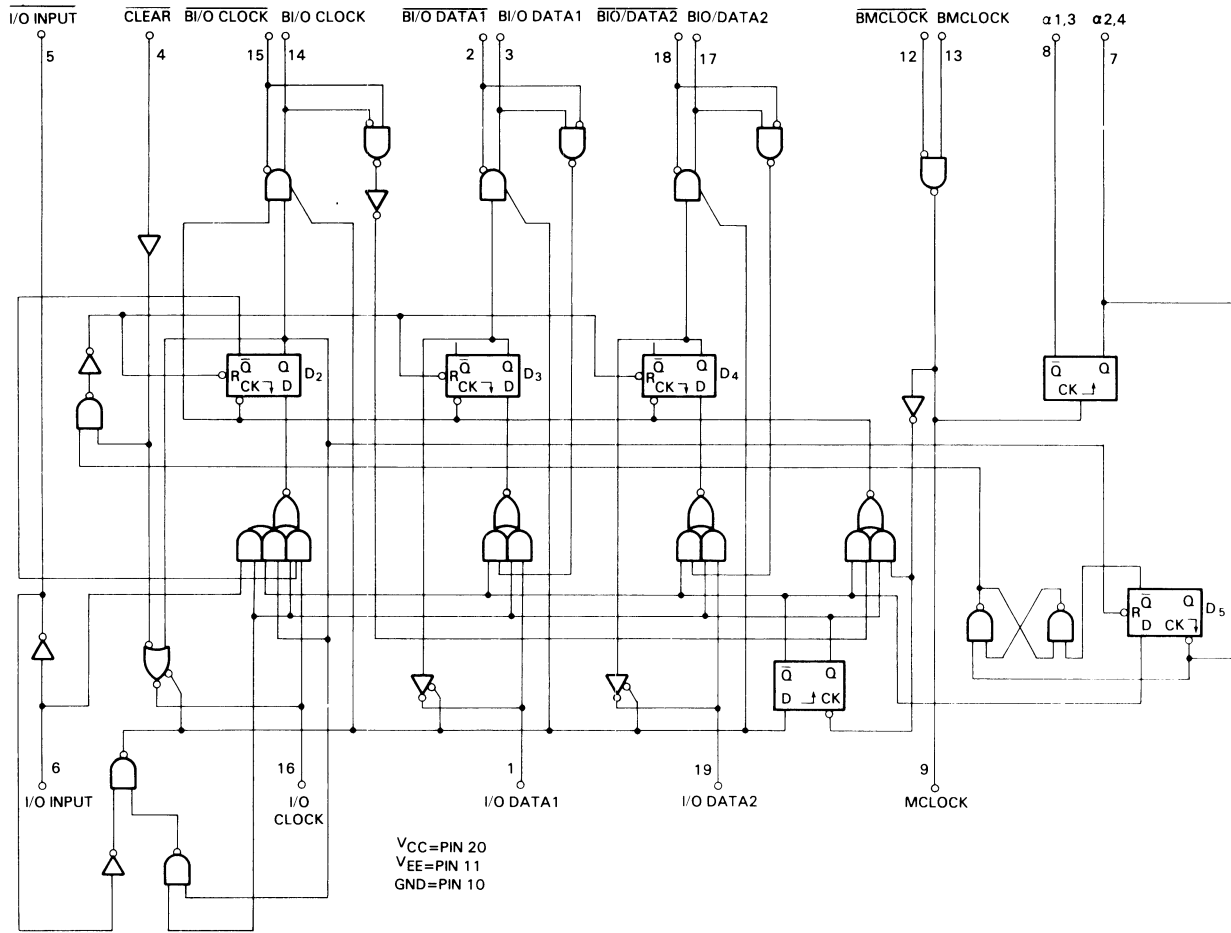 I/O INPUT CLEAR BI/O CLOCK BI/O CLOCK BI/O DATA1 BI/O DATA1 BIO/DATA2 BIO/DATA2 BMCLOCK BMCLOCK α1,3 α2,4
5 4 15 14 2 3 18 17 12 13 8 7
Q̅ Q
R D2
CK D
Q̅ Q
R D3
CK D
Q̅ Q
R D4
CK D
Q̅ Q
CK
Q̅ Q
R D5
D CK
Q̅ Q
D CK
6 16 1 19 9
I/O INPUT I/O CLOCK I/O DATA1 I/O DATA2 MCLOCK
VCC=PIN 20
VEE=PIN 11
GND=PIN 10